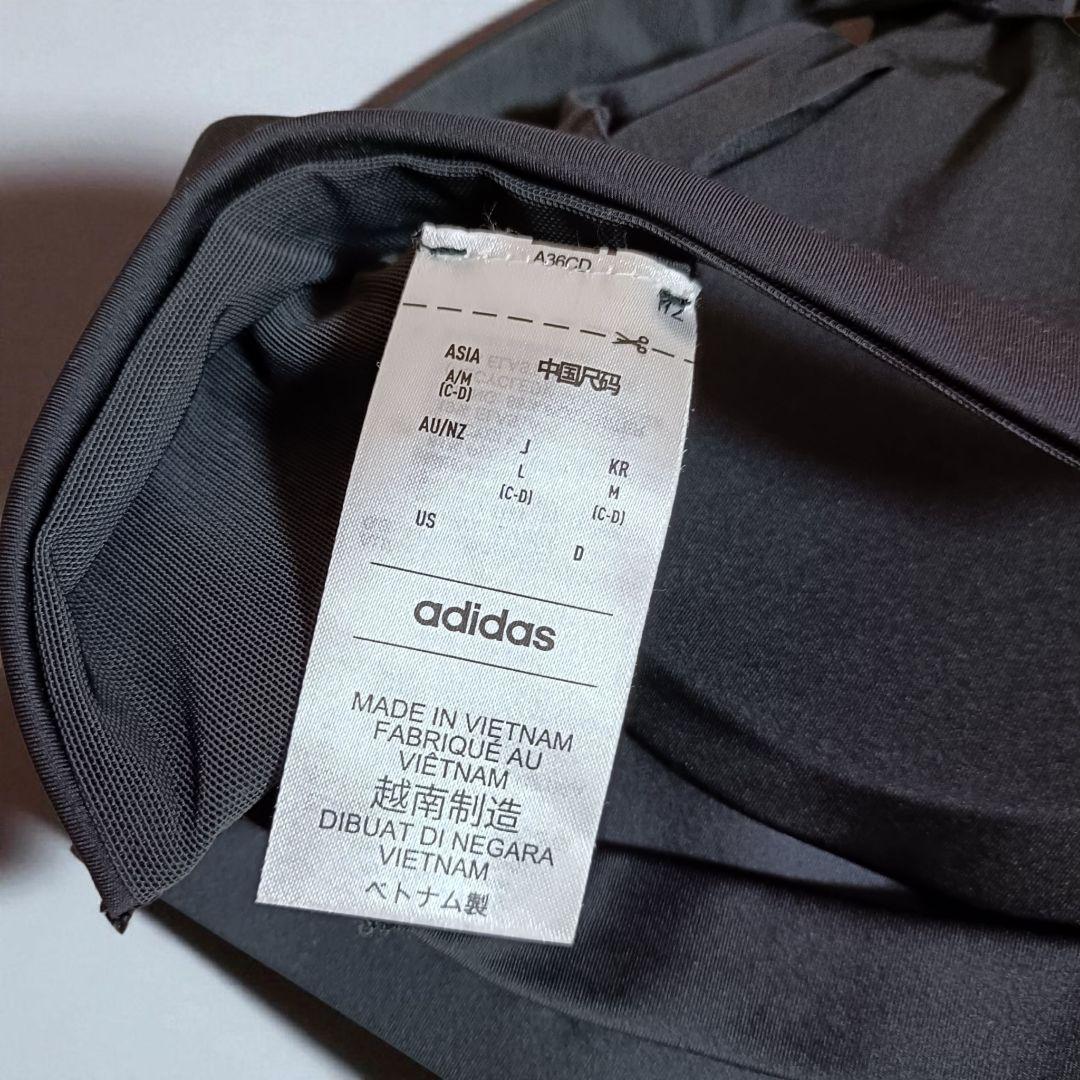 A36CD
ASIA 中国尺码
A/M
(C-D)
AU/NZ
J KR
L M
(C-D) (C-D)
US D
adidas
MADE IN VIETNAM
FABRIQUÉ AU
VIÊTNAM
越南制造
DIBUAT DI NEGARA
VIETNAM
ベトナム製